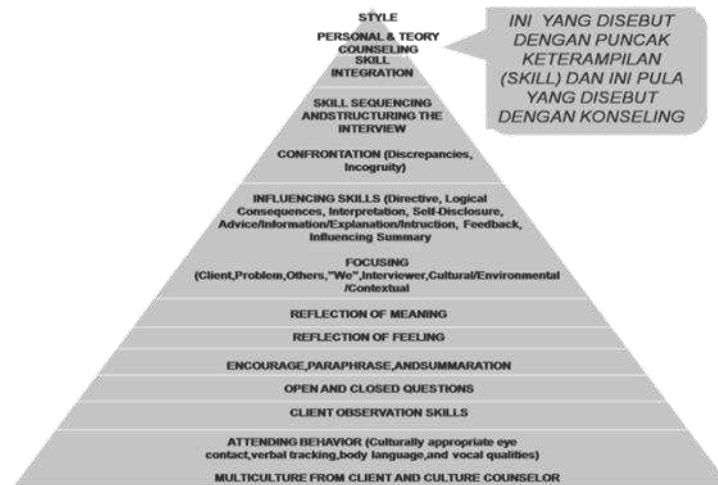 STYLE
PERSONAL & TEORY
COUNSELING
SKILL
INTEGRATION
INI YANG DISEBUT
DENGAN PUNCAK
KETERAMPILAN
(SKILL) DAN INI PULA
YANG DISEBUT
DENGAN KONSELING
SKILL SEQUENCING
ANDSTRUCTURING THE
INTERVIEW
CONFRONTATION (Discrepancies,
Incogruity)
INFLUENCING SKILLS (Directive, Logical
Consequences, Interpretation, Self-Disclosure,
Advice/Information/Explanation/Intruction, Feedback,
Influencing Summary
FOCUSING
(Client,Problem,Others,"We",Interviewer,Cultural/Environmental
/Contextual
REFLECTION OF MEANING
REFLECTION OF FEELING
ENCOURAGE,PARAPHRASE,ANDSUMMARATION
OPEN AND CLOSED QUESTIONS
CLIENT OBSERVATION SKILLS
ATTENDING BEHAVIOR (Culturally appropriate eye
contact,verbal tracking,body language,and vocal qualities)
MULTICULTURE FROM CLIENT AND CULTURE COUNSELOR